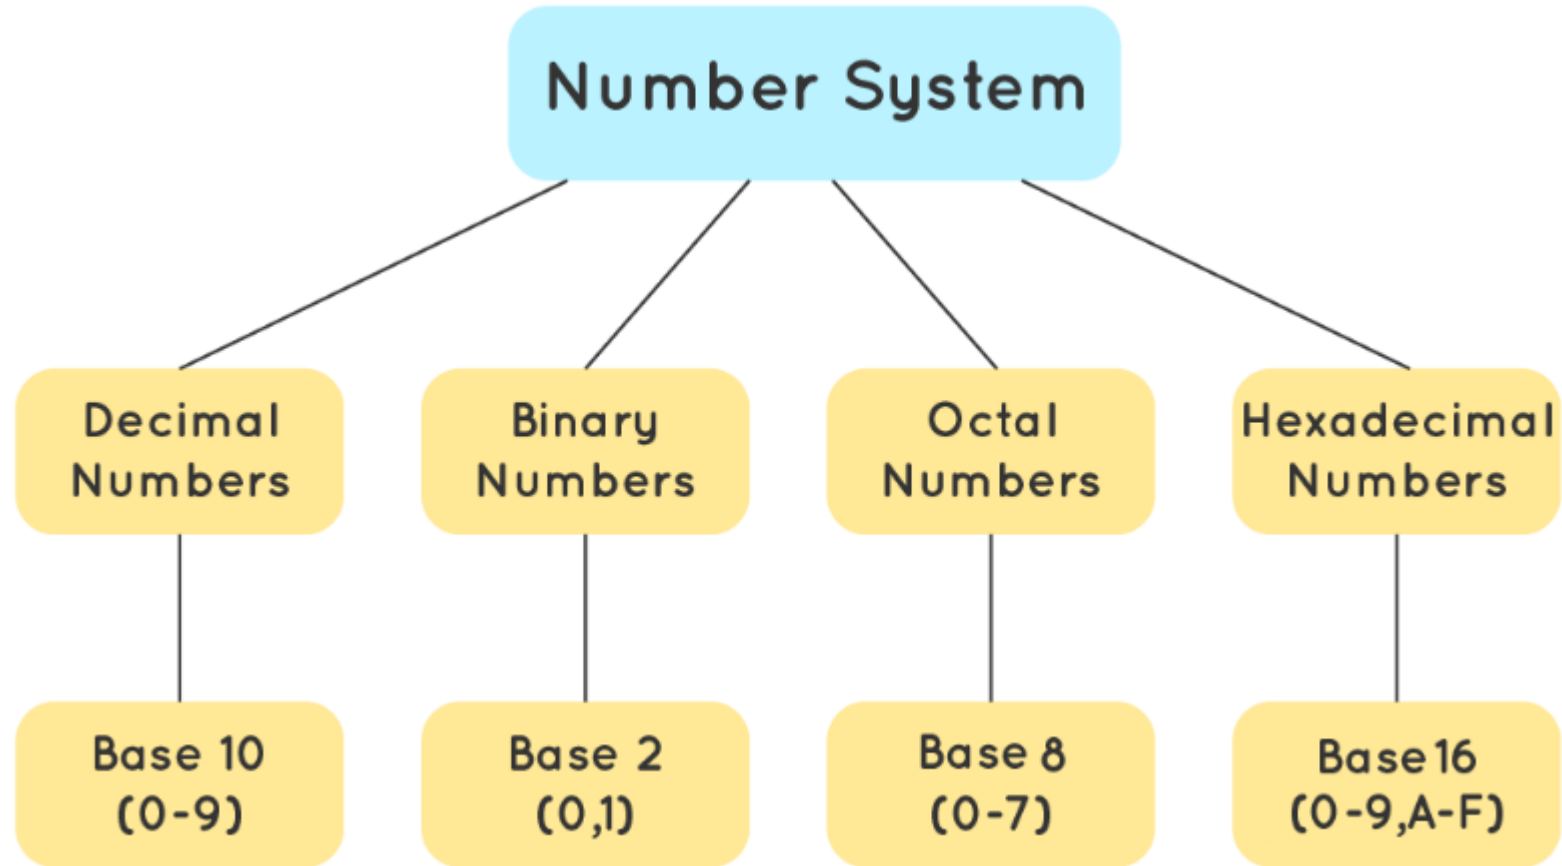 Number System
Decimal
Numbers
Binary
Numbers
Octal
Numbers
Hexadecimal
Numbers
Base 10
(0-9)
Base 2
(0,1)
Base 8
(0-7)
Base 16
(0-9,A-F)